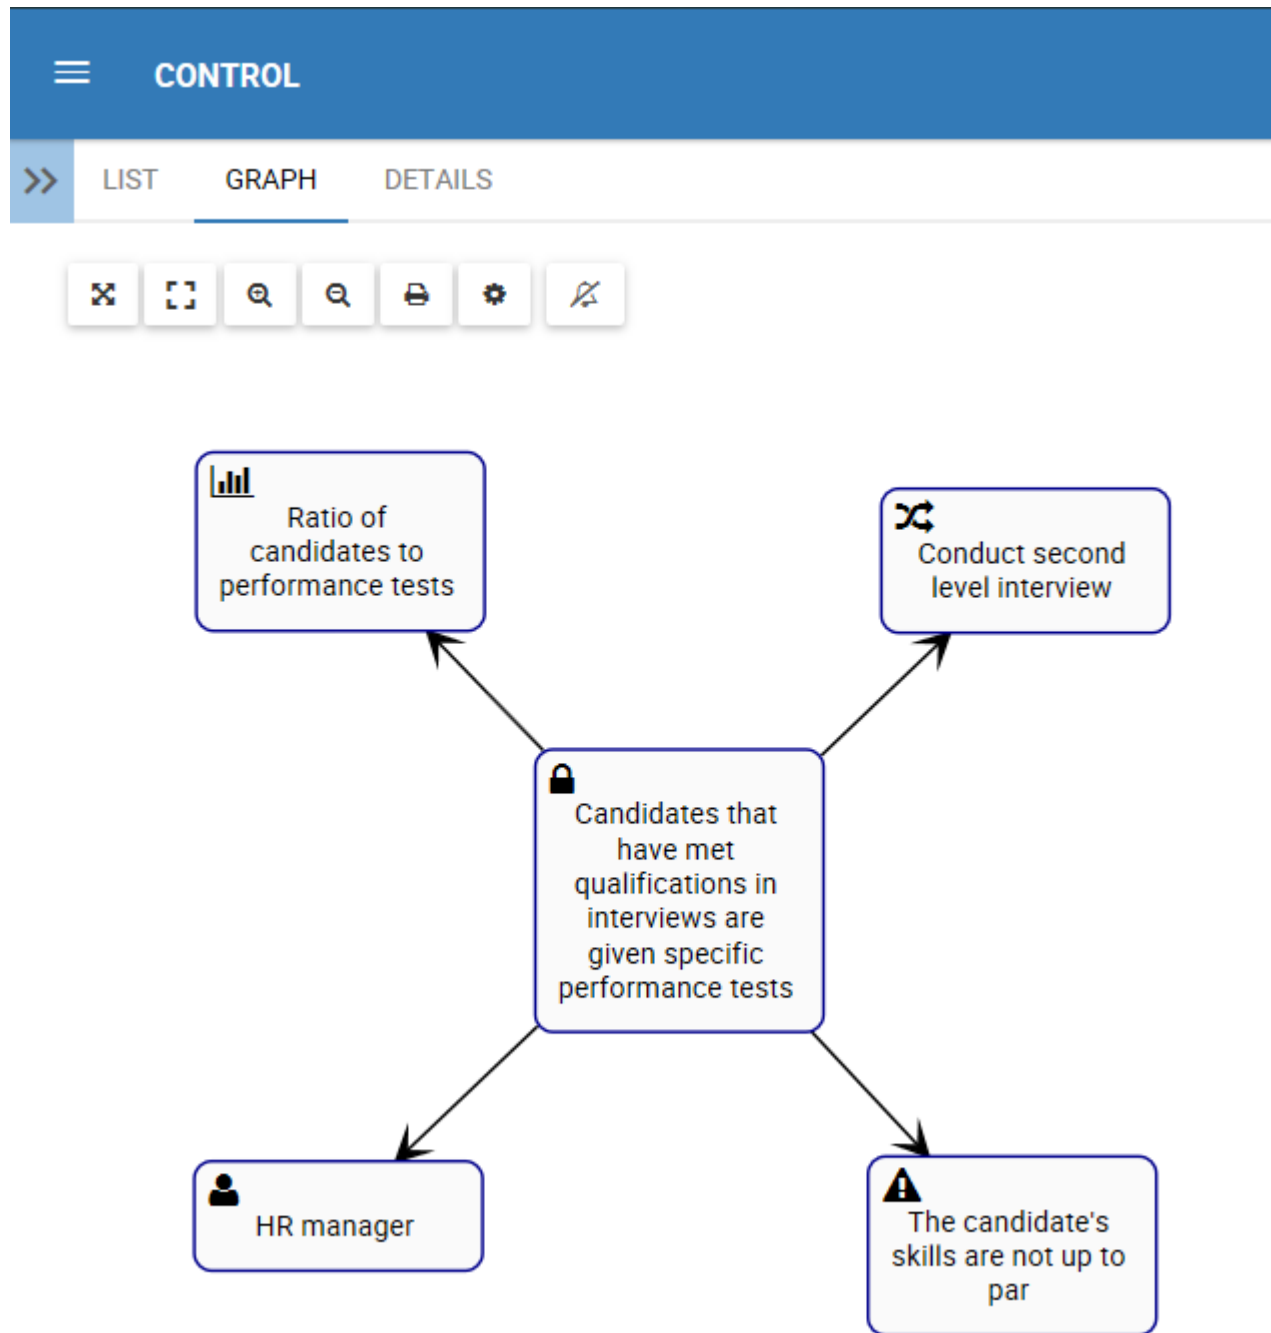 CONTROL
LIST GRAPH DETAILS
Ratio of
candidates to
performance tests
Conduct second
level interview
Candidates that
have met
qualifications in
interviews are
given specific
performance tests
HR manager
The candidate's
skills are not up to
par